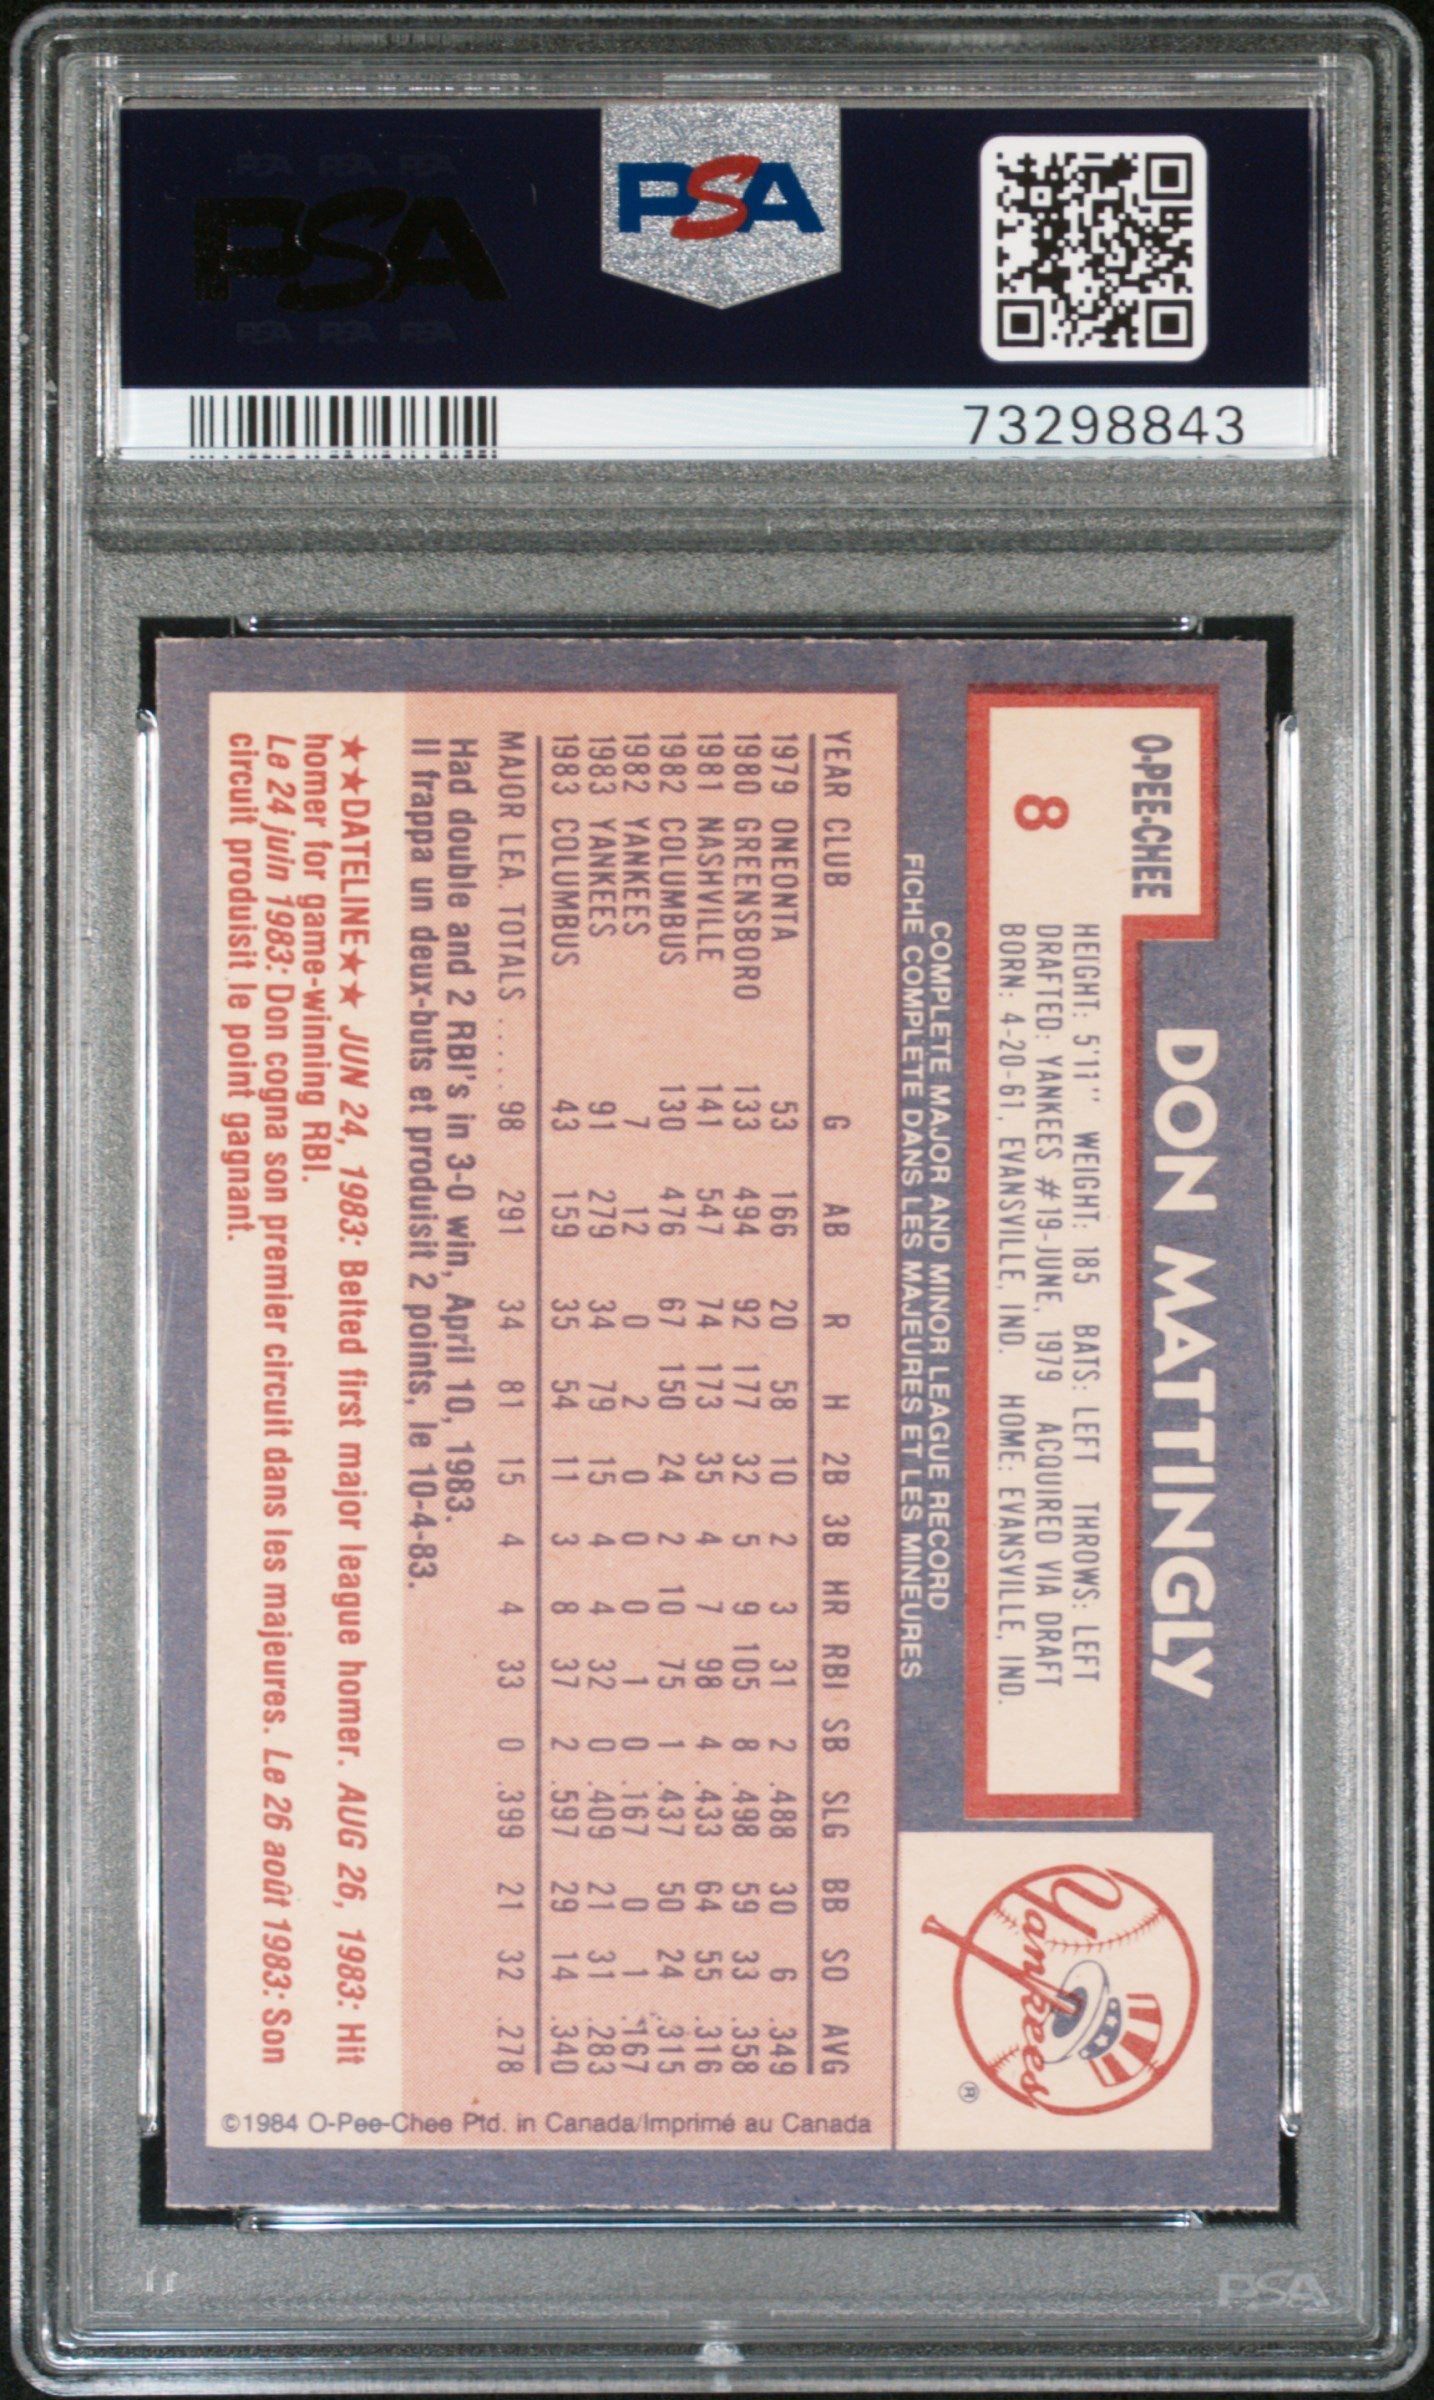 PSA PSA PSA
PSA
PSA PSA PSA
PSA
73298843
O-PEE-CHEE
8
DON MATTINGLY
HEIGHT: 5'11" WEIGHT: 185 BATS: LEFT THROWS: LEFT
DRAFTED: YANKEES #19-JUNE, 1979 ACQUIRED VIA DRAFT
BORN: 4-20-61, EVANSVILLE, IND. HOME: EVANSVILLE, IND.
Yankees
®
COMPLETE MAJOR AND MINOR LEAGUE RECORD
FICHE COMPLETE DANS LES MAJEURES ET LES MINEURES
YEAR CLUB G AB R H 2B 3B HR RBI SB SLG BB SO AVG
1979 ONEONTA 53 166 20 58 10 2 3 31 2 .488 30 6 .349
1980 GREENSBORO 133 494 92 177 32 5 9 105 8 .498 59 33 .358
1981 NASHVILLE 141 547 74 173 35 4 7 98 4 .433 64 55 .316
1982 COLUMBUS 130 476 67 150 24 2 10 75 1 .437 50 24 .315
1982 YANKEES 7 12 0 2 0 0 0 1 0 .167 0 1 .167
1983 YANKEES 91 279 34 79 15 4 4 32 0 .409 21 31 .283
1983 COLUMBUS 43 159 35 54 11 3 8 37 2 .597 29 14 .340
MAJOR LEA. TOTALS ..... 98 291 34 81 15 4 4 33 0 .399 21 32 .278
Had double and 2 RBI's in 3-0 win, April 10, 1983.
Il frappa un deux-buts et produisit 2 points, le 10-4-83.
★★DATELINE★★ JUN 24, 1983: Belted first major league homer. AUG 26, 1983: Hit
homer for game-winning RBI.
Le 24 juin 1983: Don cogna son premier circuit dans les majeures. Le 26 août 1983: Son
circuit produisit le point gagnant.
©1984 O-Pee-Chee Ptd. in Canada/Imprimé au Canada
PSA